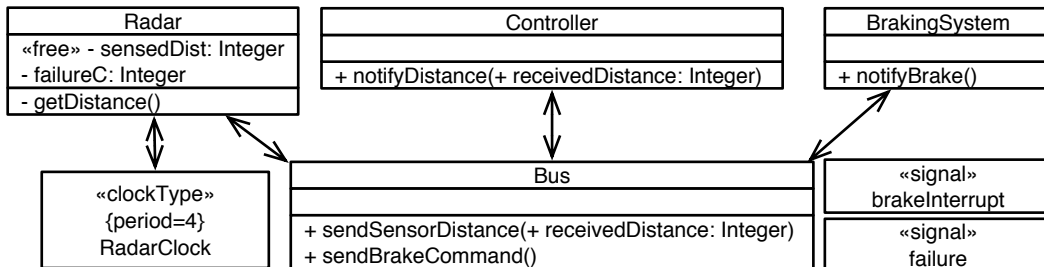 Radar
«free» - sensedDist: Integer
- failureC: Integer
- getDistance()
Controller
+ notifyDistance(+ receivedDistance: Integer)
BrakingSystem
+ notifyBrake()
«clockType»
{period=4}
RadarClock
Bus
+ sendSensorDistance(+ receivedDistance: Integer)
+ sendBrakeCommand()
«signal»
brakeInterrupt
«signal»
failure